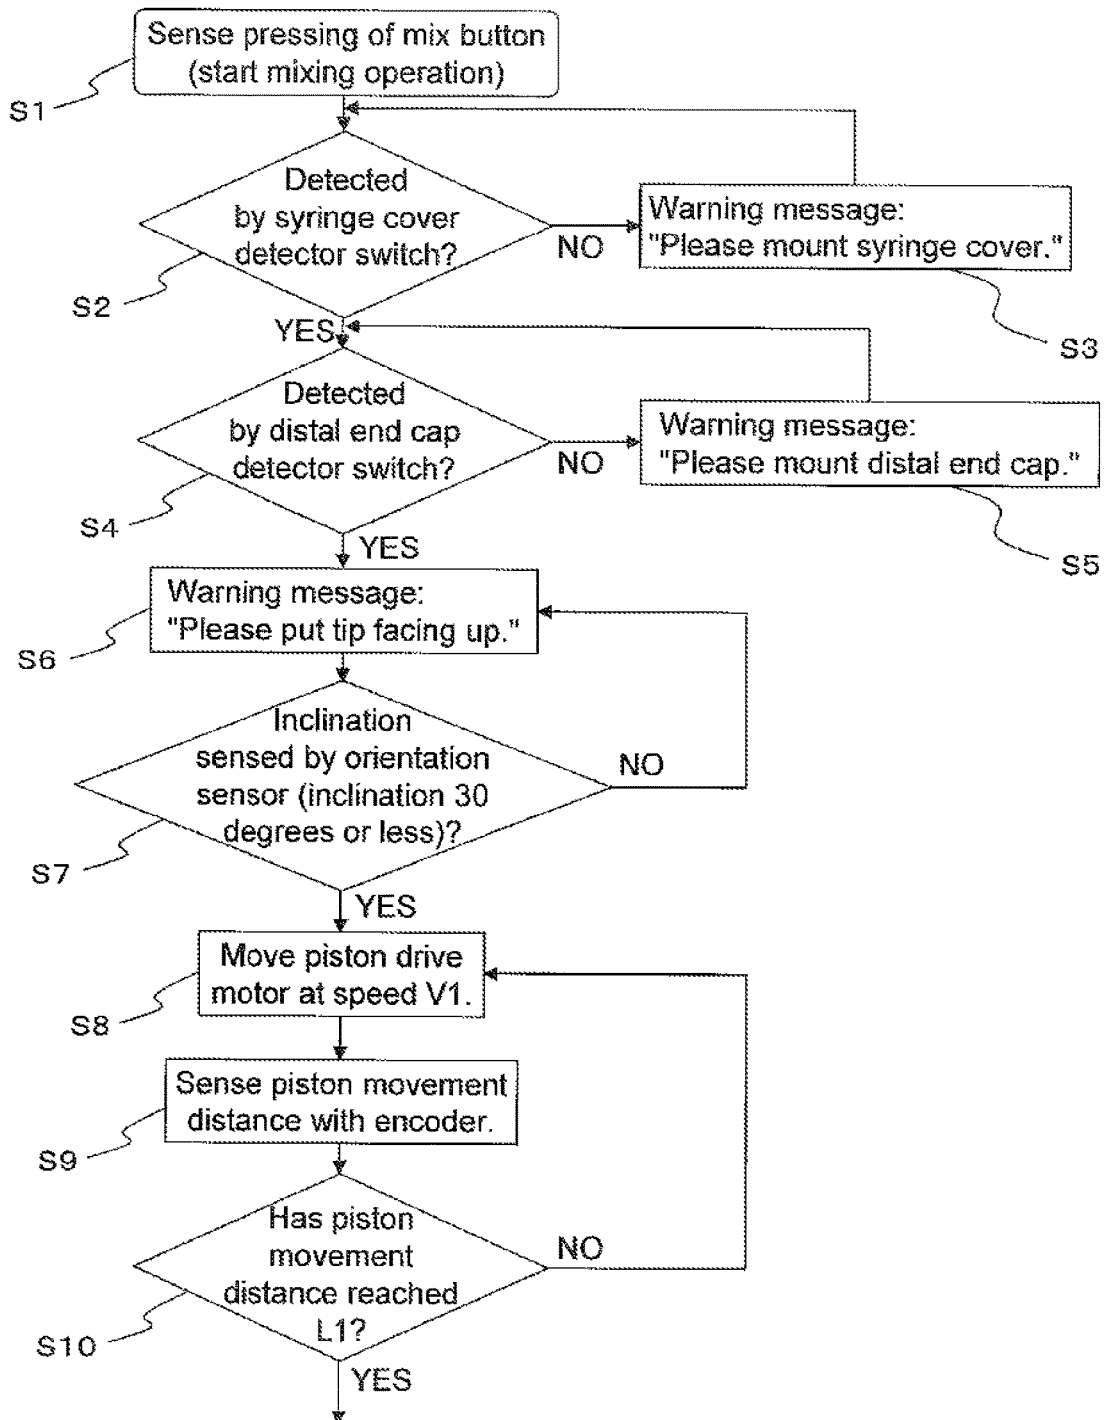 Sense pressing of mix button
(start mixing operation)
S1
Detected
by syringe cover
detector switch?
S2
NO
Warning message:
"Please mount syringe cover."
S3
YES
Detected
by distal end cap
detector switch?
S4
NO
Warning message:
"Please mount distal end cap."
S5
YES
Warning message:
"Please put tip facing up."
S6
Inclination
sensed by orientation
sensor (inclination 30
degrees or less)?
NO
S7
YES
Move piston drive
motor at speed V1.
S8
Sense piston movement
distance with encoder.
S9
Has piston
movement
distance reached
L1?
NO
S10
YES